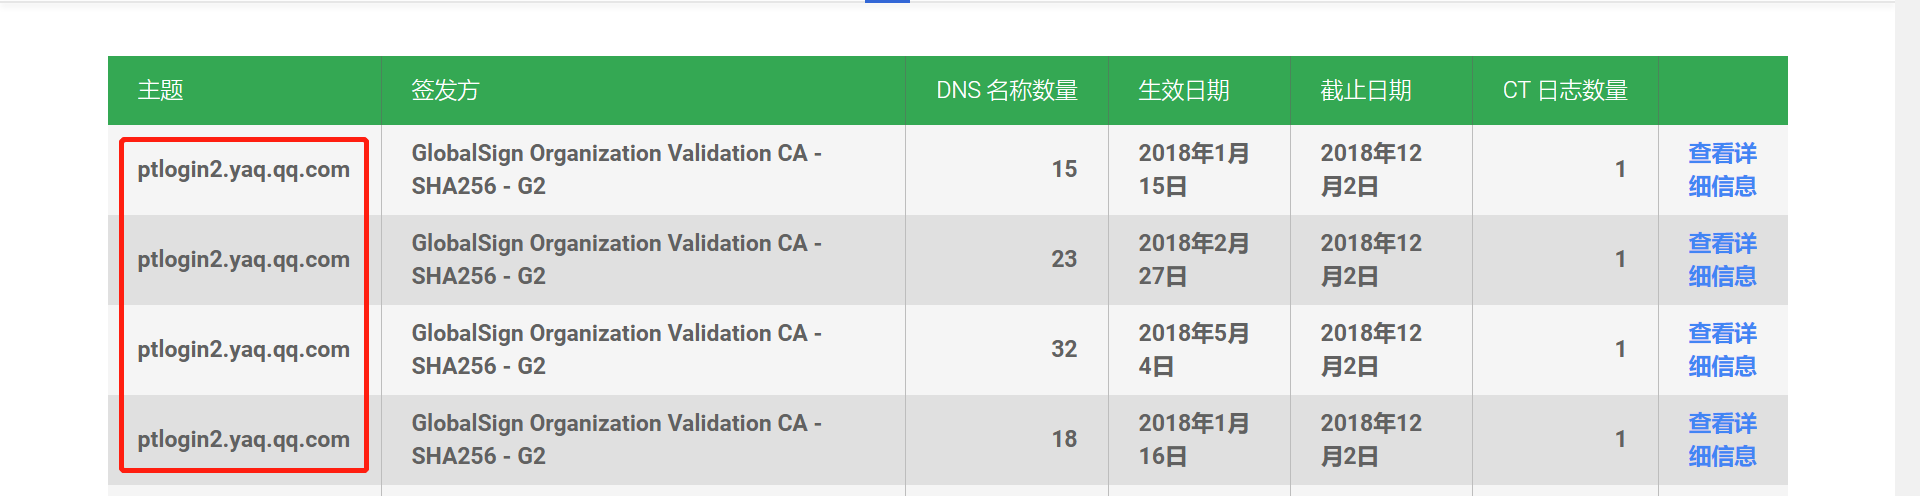 主题 签发方 DNS 名称数量 生效日期 截止日期 CT 日志数量
ptlogin2.yaq.qq.com GlobalSign Organization Validation CA - 15 2018年1月 2018年12 1 查看详
SHA256 - G2 15日 月2日 细信息
ptlogin2.yaq.qq.com GlobalSign Organization Validation CA - 23 2018年2月 2018年12 1 查看详
SHA256 - G2 27日 月2日 细信息
ptlogin2.yaq.qq.com GlobalSign Organization Validation CA - 32 2018年5月 2018年12 1 查看详
SHA256 - G2 4日 月2日 细信息
ptlogin2.yaq.qq.com GlobalSign Organization Validation CA - 18 2018年1月 2018年12 1 查看详
SHA256 - G2 16日 月2日 细信息